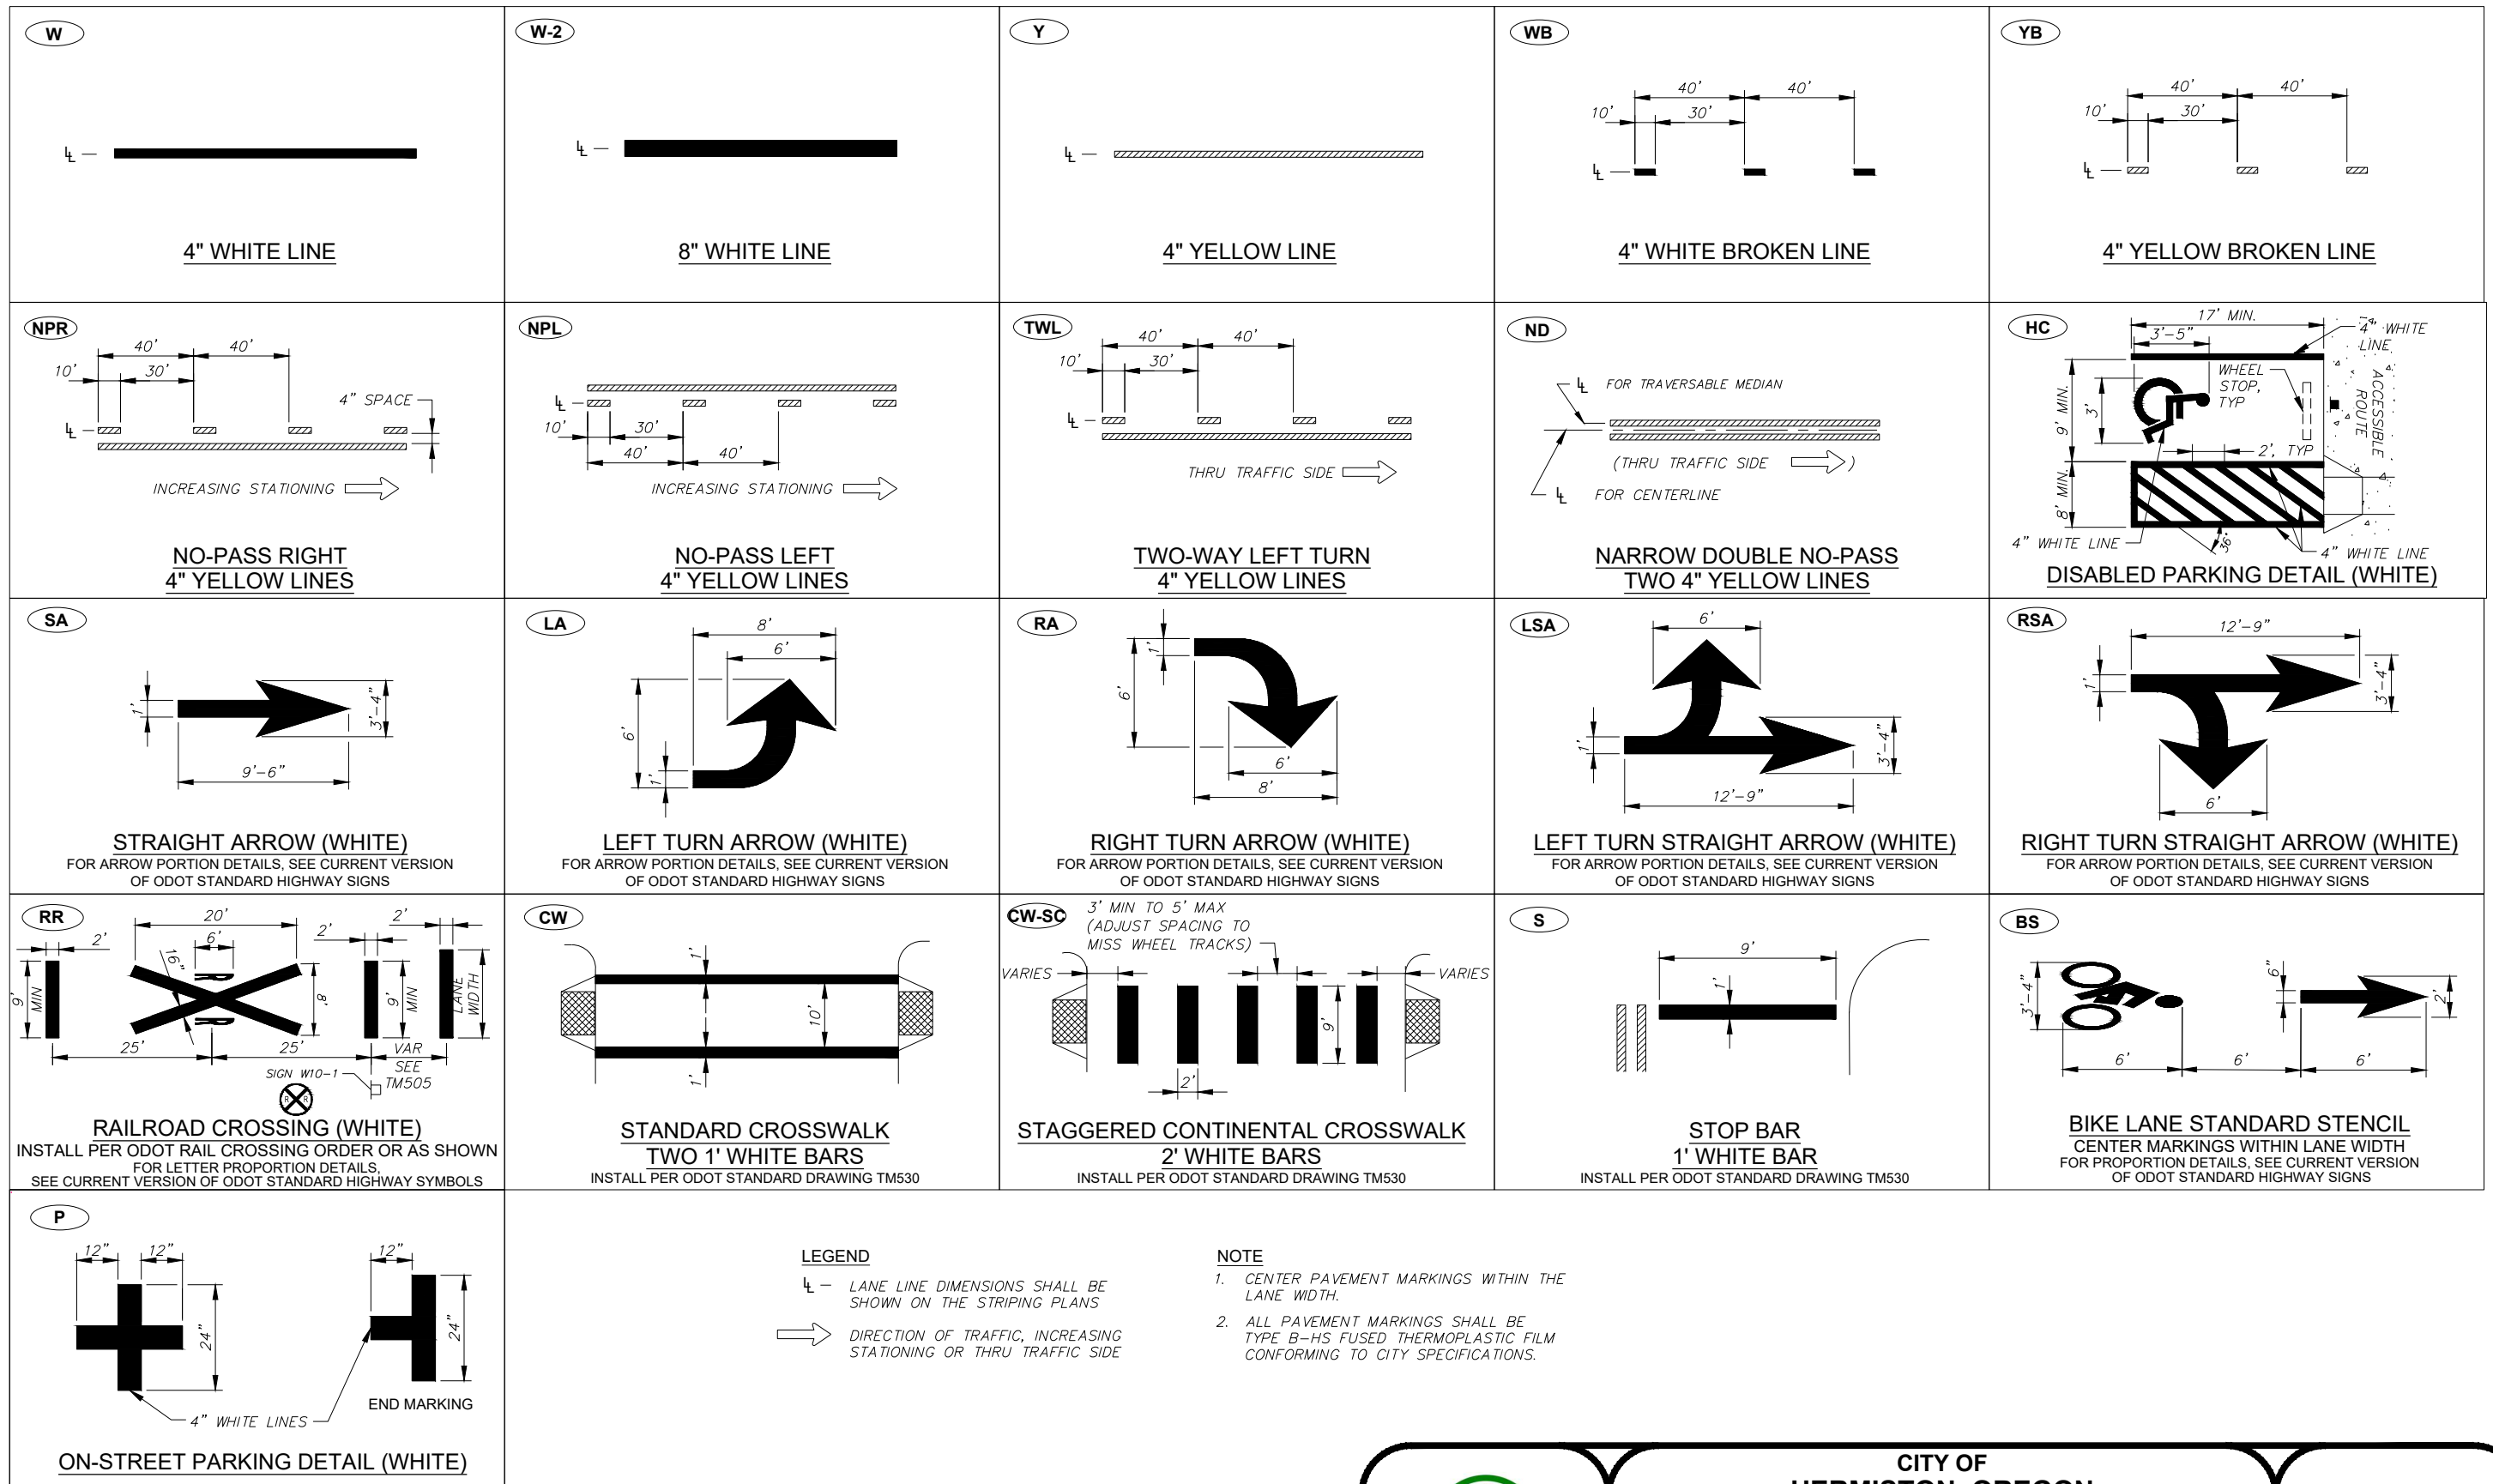 W
4" WHITE LINE
W-2
8" WHITE LINE
Y
4" YELLOW LINE
WB
40' 40'
10' 30'
4" WHITE BROKEN LINE
YB
40' 40'
10' 30'
4" YELLOW BROKEN LINE
NPR
40' 40'
10' 30'
4" SPACE
INCREASING STATIONING
NO-PASS RIGHT
4" YELLOW LINES
NPL
10' 30'
40' 40'
INCREASING STATIONING
NO-PASS LEFT
4" YELLOW LINES
TWL
40' 40'
10' 30'
THRU TRAFFIC SIDE
TWO-WAY LEFT TURN
4" YELLOW LINES
ND
FOR TRAVERSABLE MEDIAN
(THRU TRAFFIC SIDE )
FOR CENTERLINE
NARROW DOUBLE NO-PASS
TWO 4" YELLOW LINES
HC
17' MIN.
3'-5"
4" WHITE
LINE
WHEEL
STOP,
TYP
ACCESSIBLE
ROUTE
9' MIN.
3'
2', TYP
8' MIN.
4" WHITE LINE
36"
4" WHITE LINE
DISABLED PARKING DETAIL (WHITE)
SA
1'
3'-4"
9'-6"
STRAIGHT ARROW (WHITE)
FOR ARROW PORTION DETAILS, SEE CURRENT VERSION
OF ODOT STANDARD HIGHWAY SIGNS
LA
8'
6'
6'
1'
LEFT TURN ARROW (WHITE)
FOR ARROW PORTION DETAILS, SEE CURRENT VERSION
OF ODOT STANDARD HIGHWAY SIGNS
RA
1'
6'
6'
8'
RIGHT TURN ARROW (WHITE)
FOR ARROW PORTION DETAILS, SEE CURRENT VERSION
OF ODOT STANDARD HIGHWAY SIGNS
LSA
6'
1'
3'-4"
12'-9"
LEFT TURN STRAIGHT ARROW (WHITE)
FOR ARROW PORTION DETAILS, SEE CURRENT VERSION
OF ODOT STANDARD HIGHWAY SIGNS
RSA
12'-9"
1'
3'-4"
6'
RIGHT TURN STRAIGHT ARROW (WHITE)
FOR ARROW PORTION DETAILS, SEE CURRENT VERSION
OF ODOT STANDARD HIGHWAY SIGNS
RR
20'
6'
2' 2' 2'
16"
R
R
9'
MIN
8'
9'
MIN
LANE
WIDTH
25' 25' VAR
SEE
TM505
SIGN W10-1
R R
RAILROAD CROSSING (WHITE)
INSTALL PER ODOT RAIL CROSSING ORDER OR AS SHOWN
FOR LETTER PROPORTION DETAILS,
SEE CURRENT VERSION OF ODOT STANDARD HIGHWAY SYMBOLS
CW
1'
10'
1'
STANDARD CROSSWALK
TWO 1' WHITE BARS
INSTALL PER ODOT STANDARD DRAWING TM530
CW-SC
3' MIN TO 5' MAX
(ADJUST SPACING TO
MISS WHEEL TRACKS)
VARIES VARIES
9'
2'
STAGGERED CONTINENTAL CROSSWALK
2' WHITE BARS
INSTALL PER ODOT STANDARD DRAWING TM530
S
9'
1'
STOP BAR
1' WHITE BAR
INSTALL PER ODOT STANDARD DRAWING TM530
BS
3'-4"
6"
2'
6' 6' 6'
BIKE LANE STANDARD STENCIL
CENTER MARKINGS WITHIN LANE WIDTH
FOR PROPORTION DETAILS, SEE CURRENT VERSION
OF ODOT STANDARD HIGHWAY SIGNS
P
12" 12" 12"
24" 24"
END MARKING
4" WHITE LINES
ON-STREET PARKING DETAIL (WHITE)
LEGEND
LANE LINE DIMENSIONS SHALL BE
SHOWN ON THE STRIPING PLANS
DIRECTION OF TRAFFIC, INCREASING
STATIONING OR THRU TRAFFIC SIDE
NOTE
1. CENTER PAVEMENT MARKINGS WITHIN THE
LANE WIDTH.
2. ALL PAVEMENT MARKINGS SHALL BE
TYPE B-HS FUSED THERMOPLASTIC FILM
CONFORMING TO CITY SPECIFICATIONS.
CITY OF
HERMISTON, OREGON